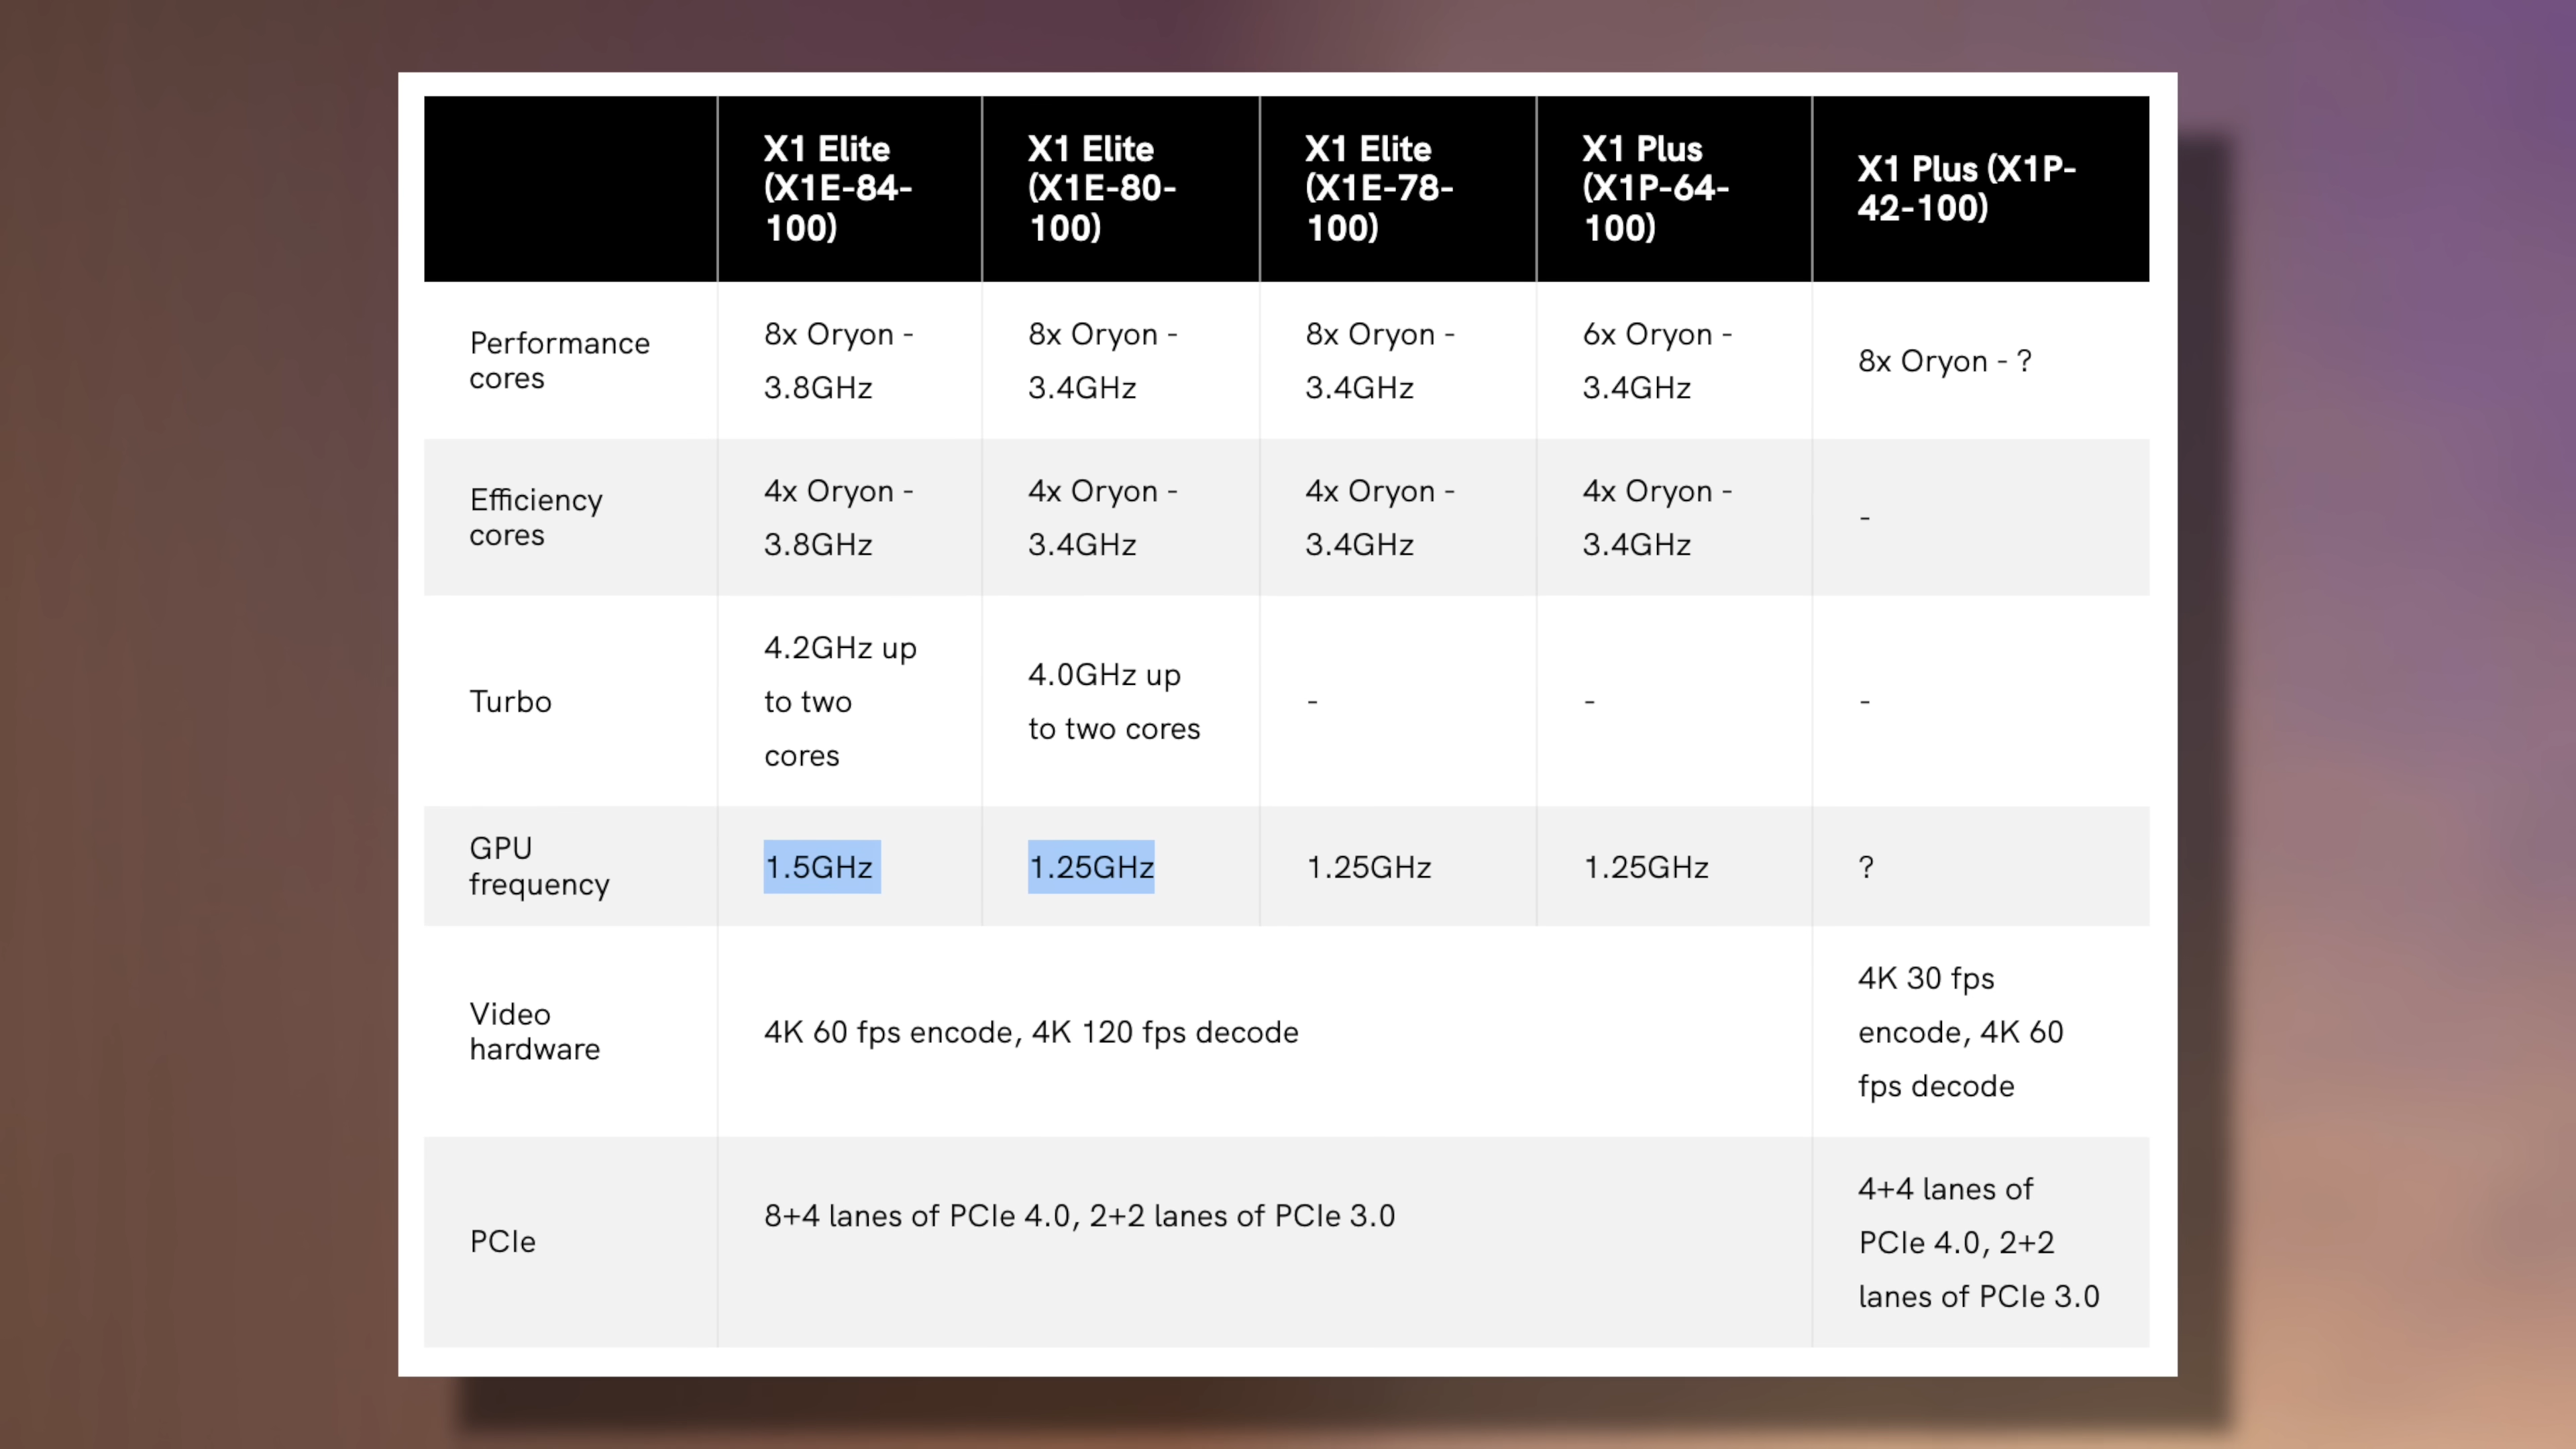 X1 Elite
(X1E-84-
100)
X1 Elite
(X1E-80-
100)
X1 Elite
(X1E-78-
100)
X1 Plus
(X1P-64-
100)
X1 Plus (X1P-
42-100)
Performance
cores
8x Oryon -
3.8GHz
8x Oryon -
3.4GHz
8x Oryon -
3.4GHz
6x Oryon -
3.4GHz
8x Oryon - ?
Efficiency
cores
4x Oryon -
3.8GHz
4x Oryon -
3.4GHz
4x Oryon -
3.4GHz
4x Oryon -
3.4GHz
-
Turbo
4.2GHz up
to two
cores
4.0GHz up
to two cores
-
-
-
GPU
frequency
1.5GHz
1.25GHz
1.25GHz
1.25GHz
?
Video
hardware
4K 60 fps encode, 4K 120 fps decode
4K 30 fps
encode, 4K 60
fps decode
PCIe
8+4 lanes of PCIe 4.0, 2+2 lanes of PCIe 3.0
4+4 lanes of
PCIe 4.0, 2+2
lanes of PCIe 3.0